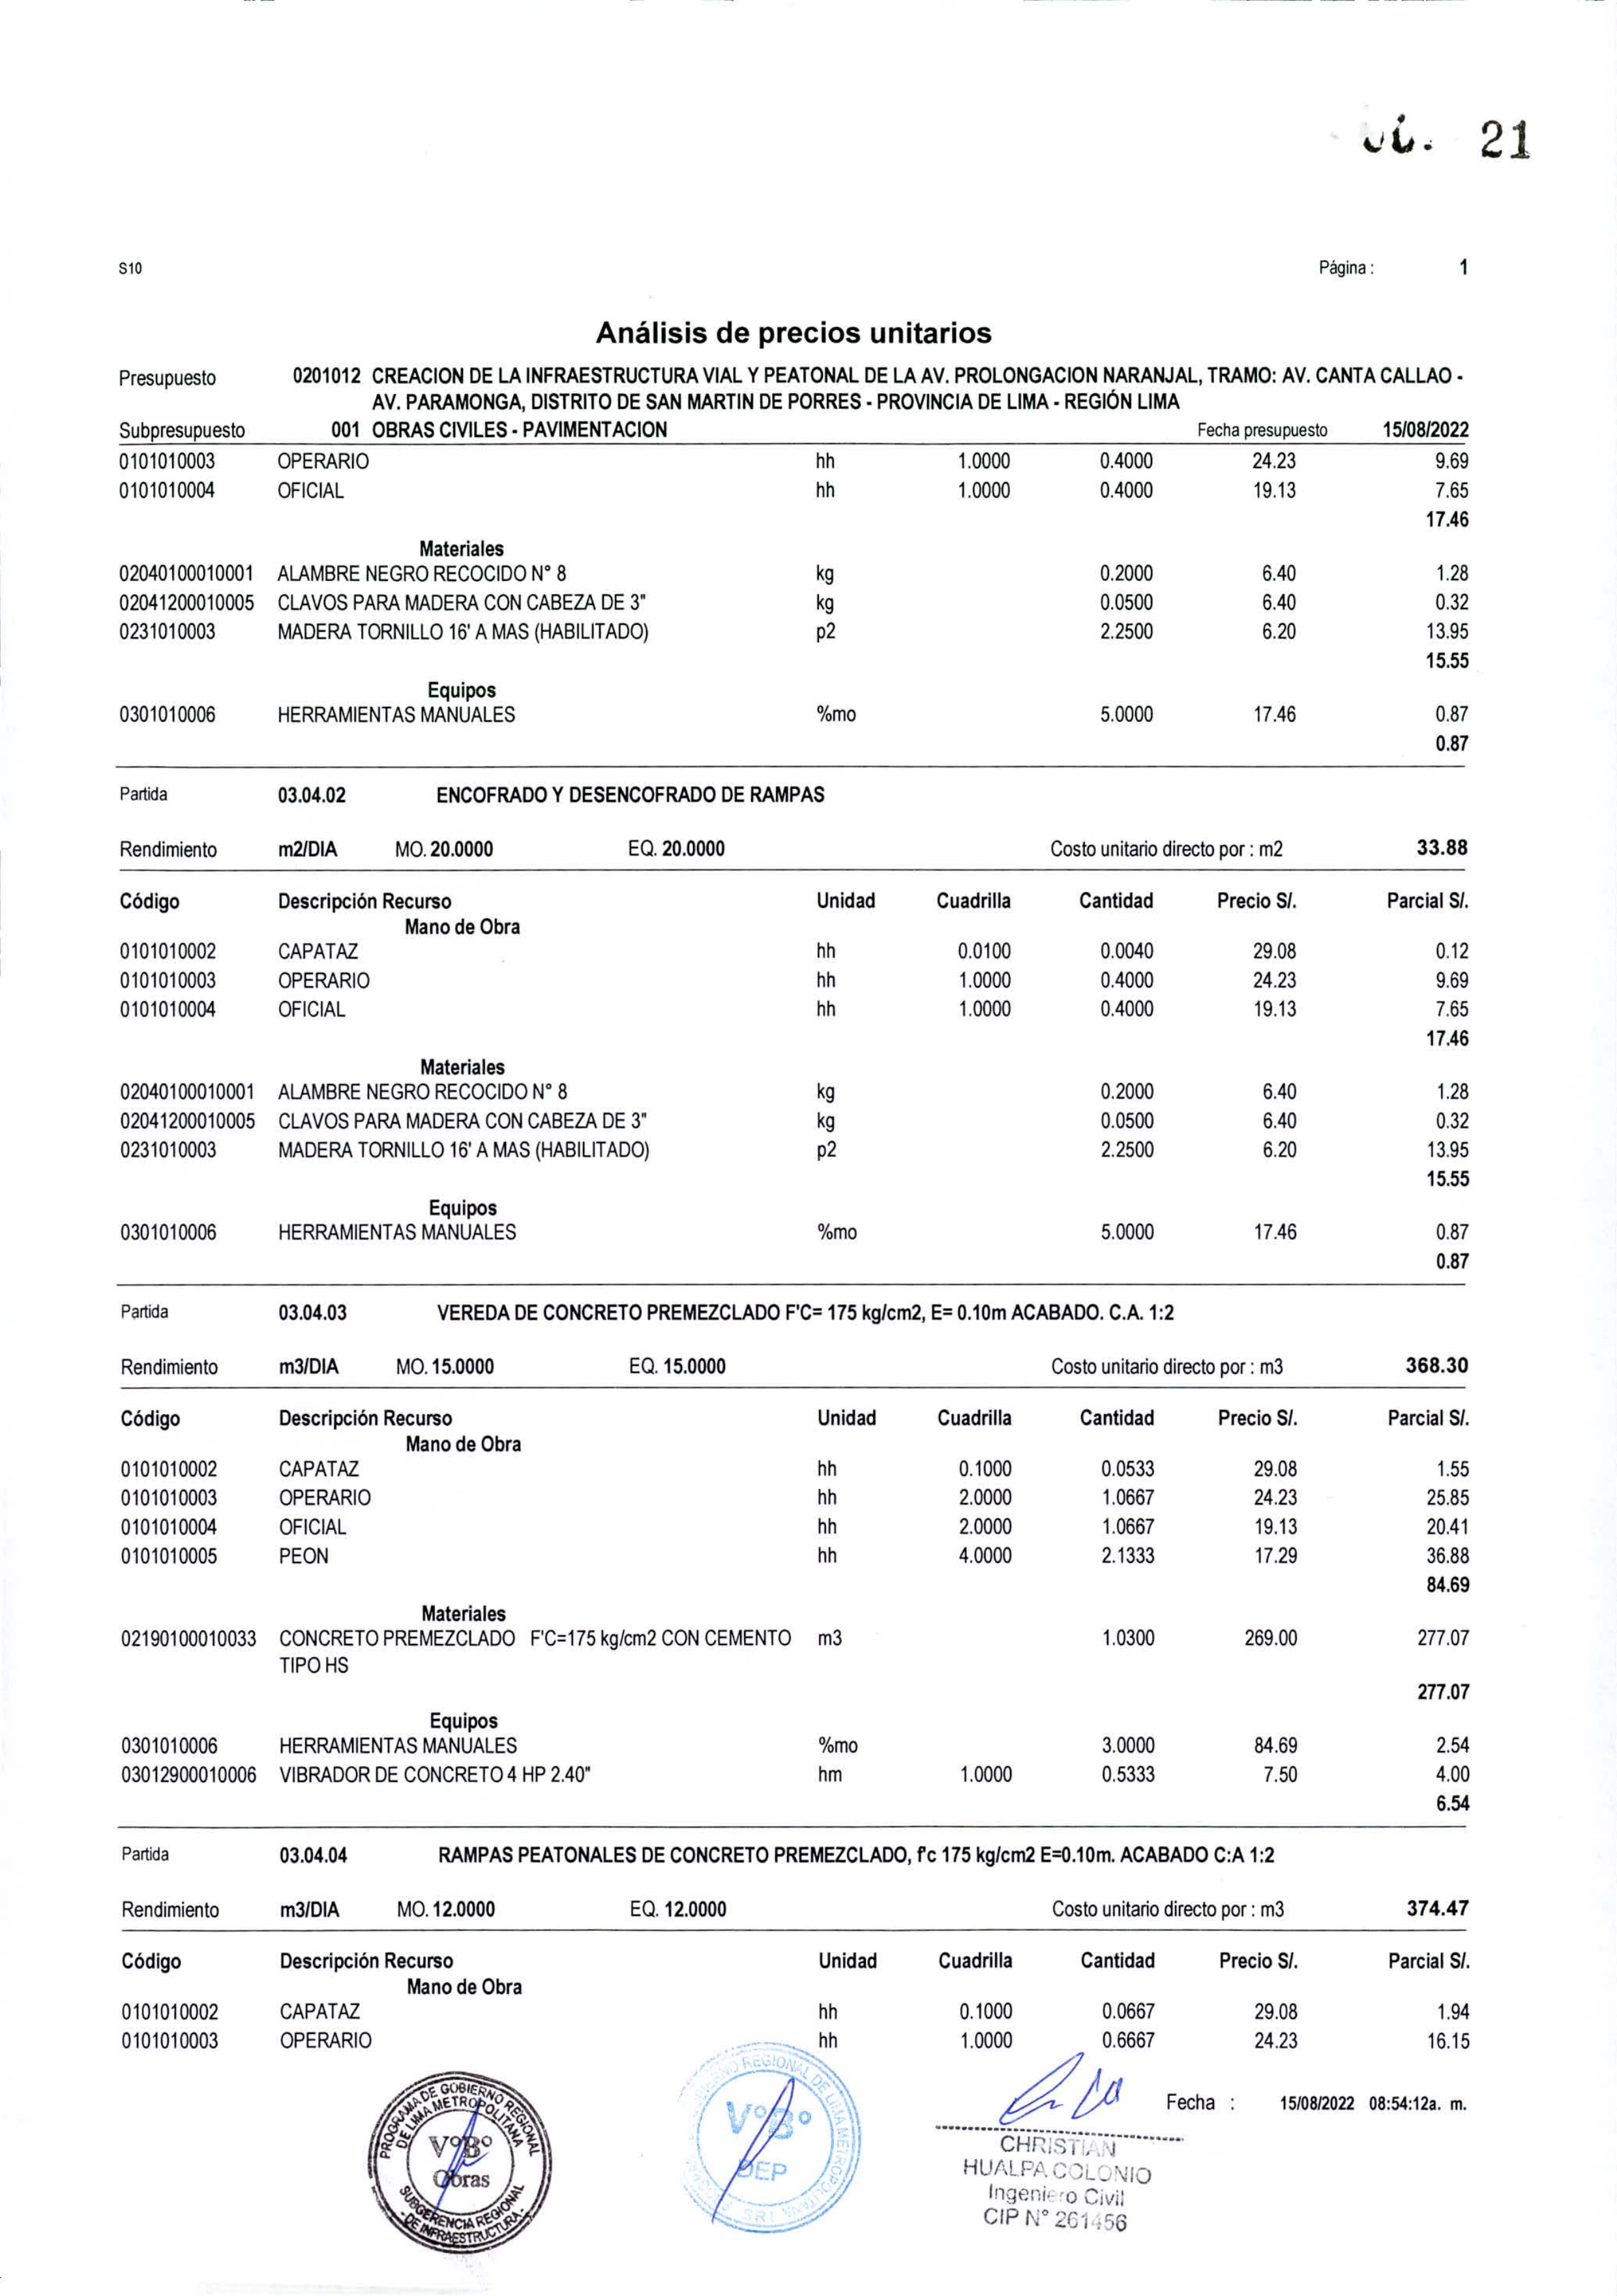 21
S10 Página : 1
Análisis de precios unitarios
Presupuesto 0201012 CREACION DE LA INFRAESTRUCTURA VIAL Y PEATONAL DE LA AV. PROLONGACION NARANJAL, TRAMO: AV. CANTA CALLAO -
AV. PARAMONGA, DISTRITO DE SAN MARTIN DE PORRES - PROVINCIA DE LIMA - REGIÓN LIMA
Subpresupuesto 001 OBRAS CIVILES - PAVIMENTACION Fecha presupuesto 15/08/2022
0101010003 OPERARIO hh 1.0000 0.4000 24.23 9.69
0101010004 OFICIAL hh 1.0000 0.4000 19.13 7.65
17.46
Materiales
02040100010001 ALAMBRE NEGRO RECOCIDO N° 8 kg 0.2000 6.40 1.28
02041200010005 CLAVOS PARA MADERA CON CABEZA DE 3" kg 0.0500 6.40 0.32
0231010003 MADERA TORNILLO 16' A MAS (HABILITADO) p2 2.2500 6.20 13.95
15.55
Equipos
0301010006 HERRAMIENTAS MANUALES %mo 5.0000 17.46 0.87
0.87
Partida 03.04.02 ENCOFRADO Y DESENCOFRADO DE RAMPAS
Rendimiento m2/DIA MO. 20.0000 EQ. 20.0000 Costo unitario directo por : m2 33.88
Código Descripción Recurso Unidad Cuadrilla Cantidad Precio S/. Parcial S/.
Mano de Obra
0101010002 CAPATAZ hh 0.0100 0.0040 29.08 0.12
0101010003 OPERARIO hh 1.0000 0.4000 24.23 9.69
0101010004 OFICIAL hh 1.0000 0.4000 19.13 7.65
17.46
Materiales
02040100010001 ALAMBRE NEGRO RECOCIDO N° 8 kg 0.2000 6.40 1.28
02041200010005 CLAVOS PARA MADERA CON CABEZA DE 3" kg 0.0500 6.40 0.32
0231010003 MADERA TORNILLO 16' A MAS (HABILITADO) p2 2.2500 6.20 13.95
15.55
Equipos
0301010006 HERRAMIENTAS MANUALES %mo 5.0000 17.46 0.87
0.87
Partida 03.04.03 VEREDA DE CONCRETO PREMEZCLADO F'C= 175 kg/cm2, E= 0.10m ACABADO. C.A. 1:2
Rendimiento m3/DIA MO. 15.0000 EQ. 15.0000 Costo unitario directo por : m3 368.30
Código Descripción Recurso Unidad Cuadrilla Cantidad Precio S/. Parcial S/.
Mano de Obra
0101010002 CAPATAZ hh 0.1000 0.0533 29.08 1.55
0101010003 OPERARIO hh 2.0000 1.0667 24.23 25.85
0101010004 OFICIAL hh 2.0000 1.0667 19.13 20.41
0101010005 PEON hh 4.0000 2.1333 17.29 36.88
84.69
Materiales
02190100010033 CONCRETO PREMEZCLADO F'C=175 kg/cm2 CON CEMENTO m3 1.0300 269.00 277.07
TIPO HS
277.07
Equipos
0301010006 HERRAMIENTAS MANUALES %mo 3.0000 84.69 2.54
03012900010006 VIBRADOR DE CONCRETO 4 HP 2.40" hm 1.0000 0.5333 7.50 4.00
6.54
Partida 03.04.04 RAMPAS PEATONALES DE CONCRETO PREMEZCLADO, f'c 175 kg/cm2 E=0.10m. ACABADO C:A 1:2
Rendimiento m3/DIA MO. 12.0000 EQ. 12.0000 Costo unitario directo por : m3 374.47
Código Descripción Recurso Unidad Cuadrilla Cantidad Precio S/. Parcial S/.
Mano de Obra
0101010002 CAPATAZ hh 0.1000 0.0667 29.08 1.94
0101010003 OPERARIO hh 1.0000 0.6667 24.23 16.15
PROGRAMA DE GOBIERNO REGIONAL
DE LIMA METROPOLITANA
V°B°
Obras
SUBGERENCIA REGIONAL
DE INFRAESTRUCTURA
REGIONAL DE LIMA METROPOLITANA
V°B°
DEP
SRI
Fecha : 15/08/2022 08:54:12a. m.
CHRISTIAN
HUALPA COLONIO
Ingeniero Civil
CIP N° 261456